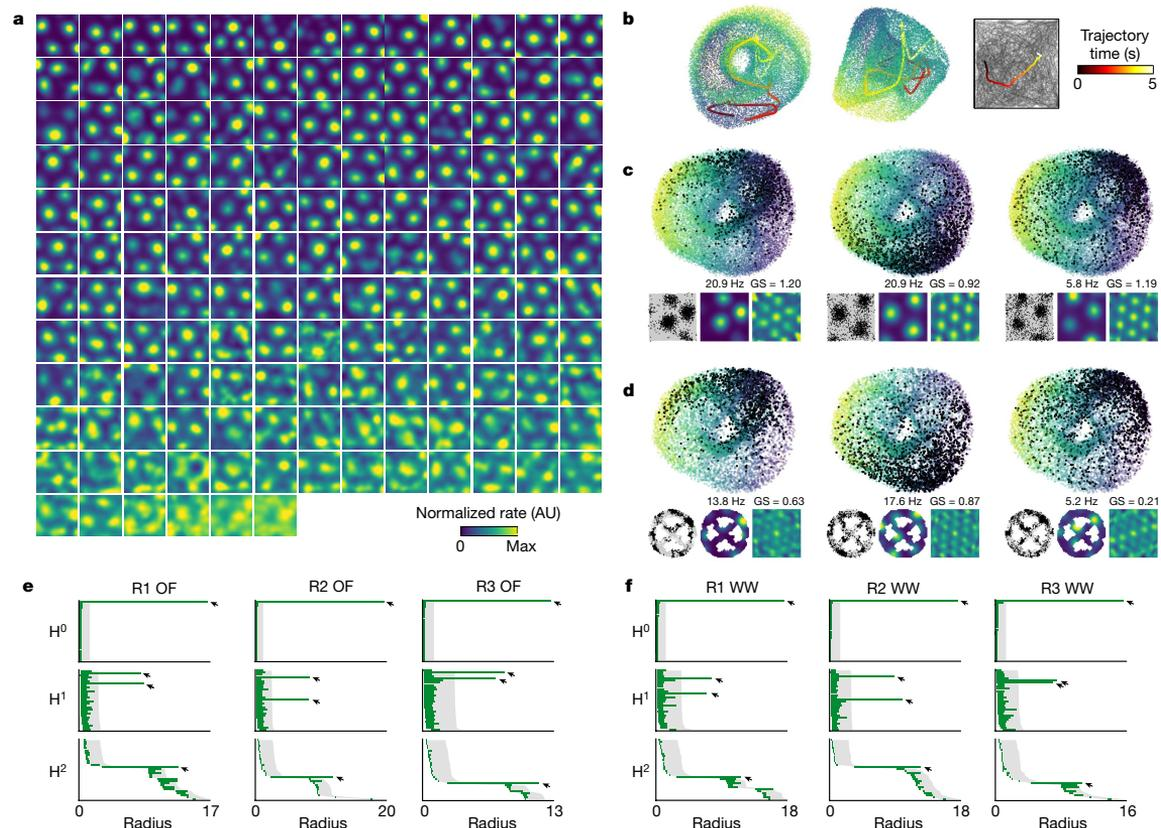 a
b
Trajectory
time (s)
0 5
c
20.9 Hz GS = 1.20
20.9 Hz GS = 0.92
5.8 Hz GS = 1.19
d
13.8 Hz GS = 0.63
17.6 Hz GS = 0.87
5.2 Hz GS = 0.21
Normalized rate (AU)
0 Max
e
R1 OF R2 OF R3 OF
H0
H1
H2
0 17 0 20 0 13
Radius Radius Radius
f
R1 WW R2 WW R3 WW
H0
H1
H2
0 18 0 18 0 16
Radius Radius Radius